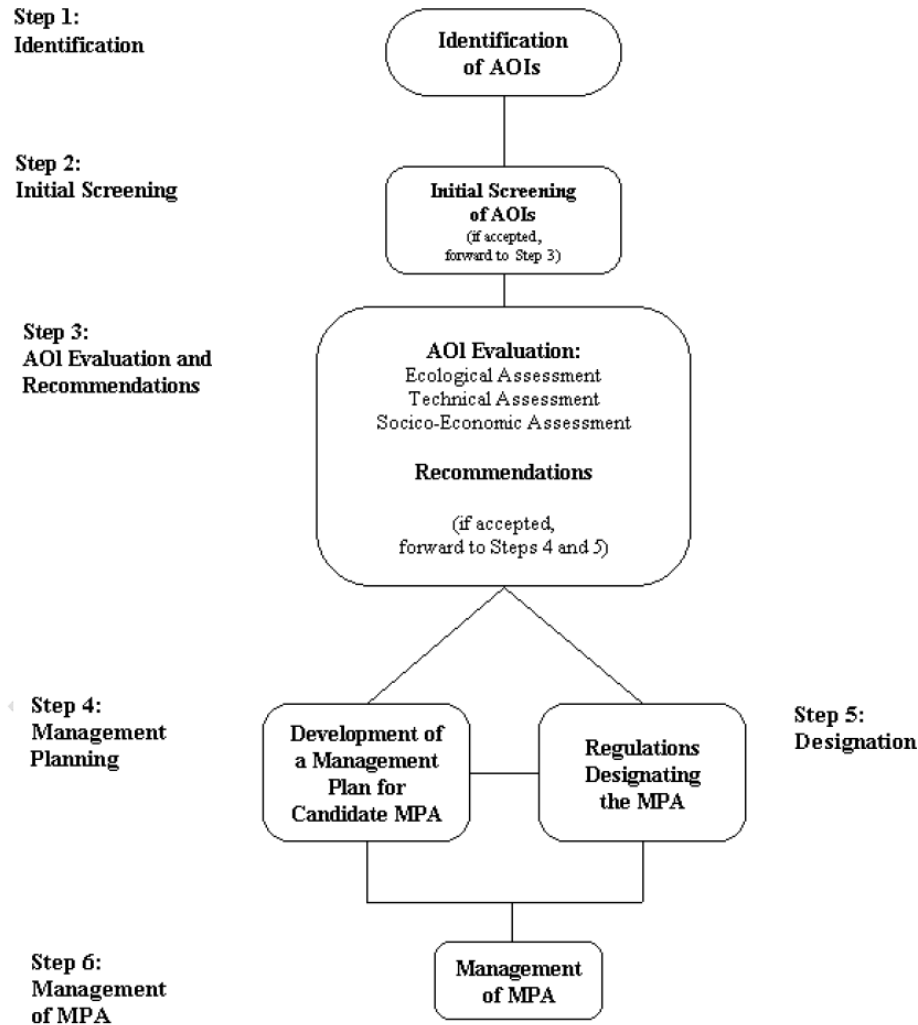 Step 1:
Identification
Identification
of AOIs
Step 2:
Initial Screening
Initial Screening
of AOIs
(if accepted,
forward to Step 3)
Step 3:
AOI Evaluation and
Recommendations
AOI Evaluation:
Ecological Assessment
Technical Assessment
Socico-Economic Assessment
Recommendations
(if accepted,
forward to Steps 4 and 5)
Step 4:
Management
Planning
Development of
a Management
Plan for
Candidate MPA
Regulations
Designating
the MPA
Step 5:
Designation
Step 6:
Management
of MPA
Management
of MPA